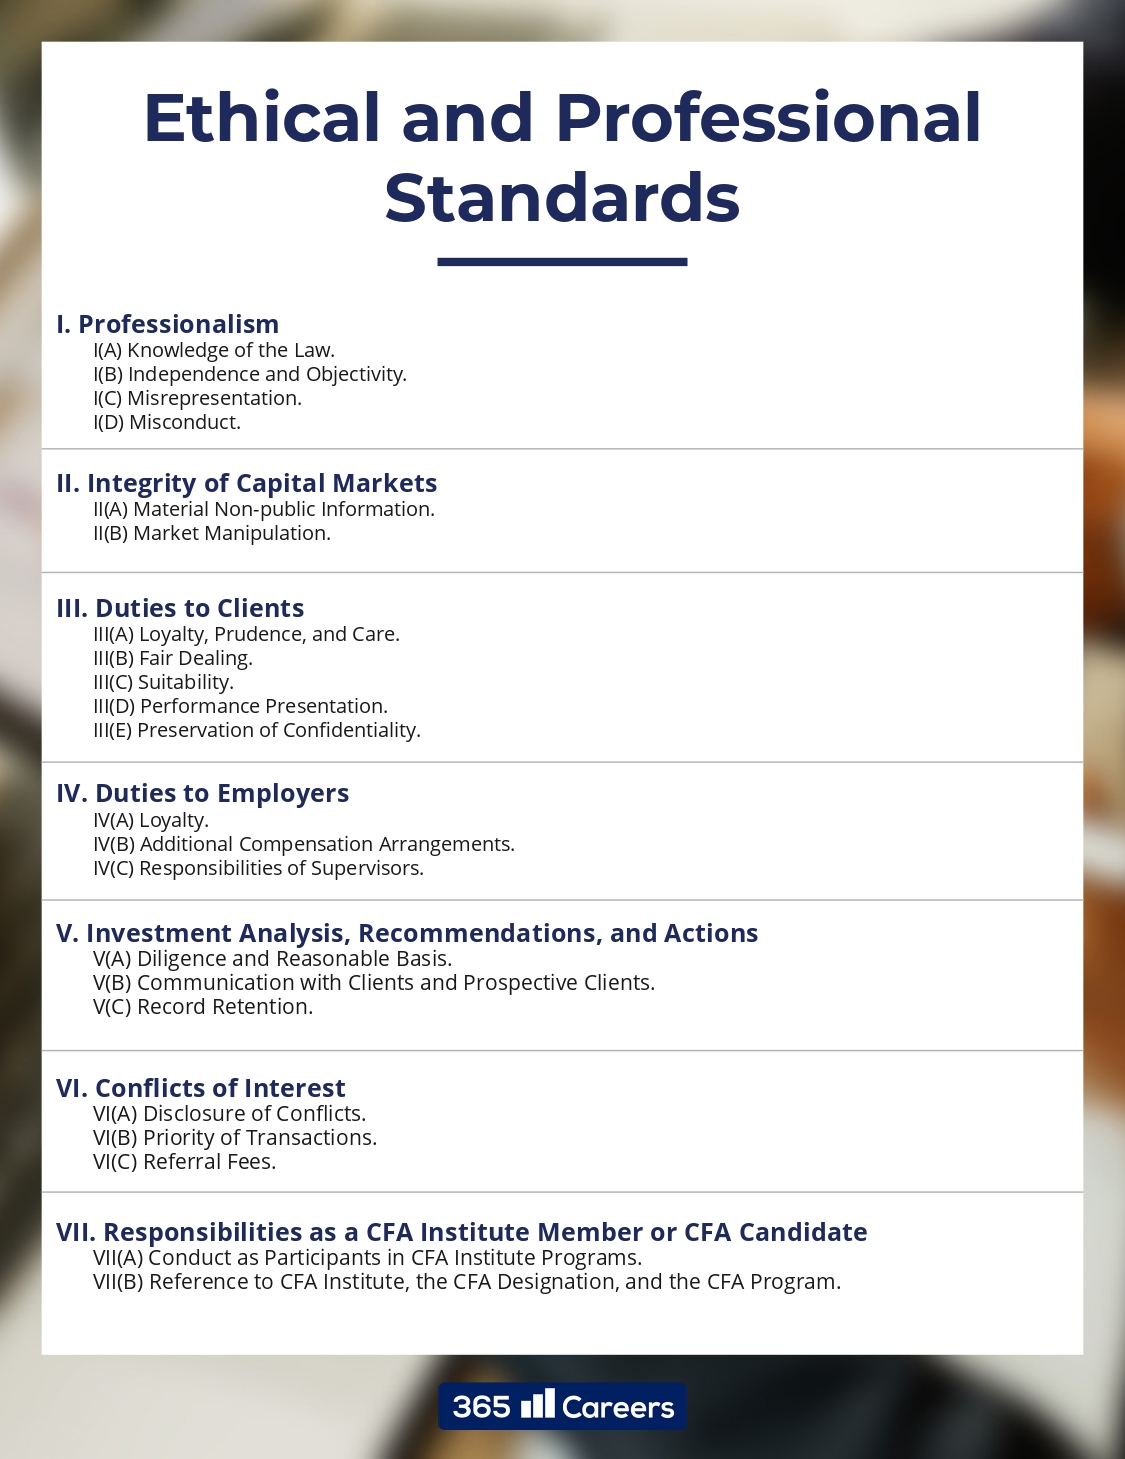 Ethical and Professional
Standards
I. Professionalism
I(A) Knowledge of the Law.
I(B) Independence and Objectivity.
I(C) Misrepresentation.
I(D) Misconduct.
II. Integrity of Capital Markets
II(A) Material Non-public Information.
II(B) Market Manipulation.
III. Duties to Clients
III(A) Loyalty, Prudence, and Care.
III(B) Fair Dealing.
III(C) Suitability.
III(D) Performance Presentation.
III(E) Preservation of Confidentiality.
IV. Duties to Employers
IV(A) Loyalty.
IV(B) Additional Compensation Arrangements.
IV(C) Responsibilities of Supervisors.
V. Investment Analysis, Recommendations, and Actions
V(A) Diligence and Reasonable Basis.
V(B) Communication with Clients and Prospective Clients.
V(C) Record Retention.
VI. Conflicts of Interest
VI(A) Disclosure of Conflicts.
VI(B) Priority of Transactions.
VI(C) Referral Fees.
VII. Responsibilities as a CFA Institute Member or CFA Candidate
VII(A) Conduct as Participants in CFA Institute Programs.
VII(B) Reference to CFA Institute, the CFA Designation, and the CFA Program.
365 Careers